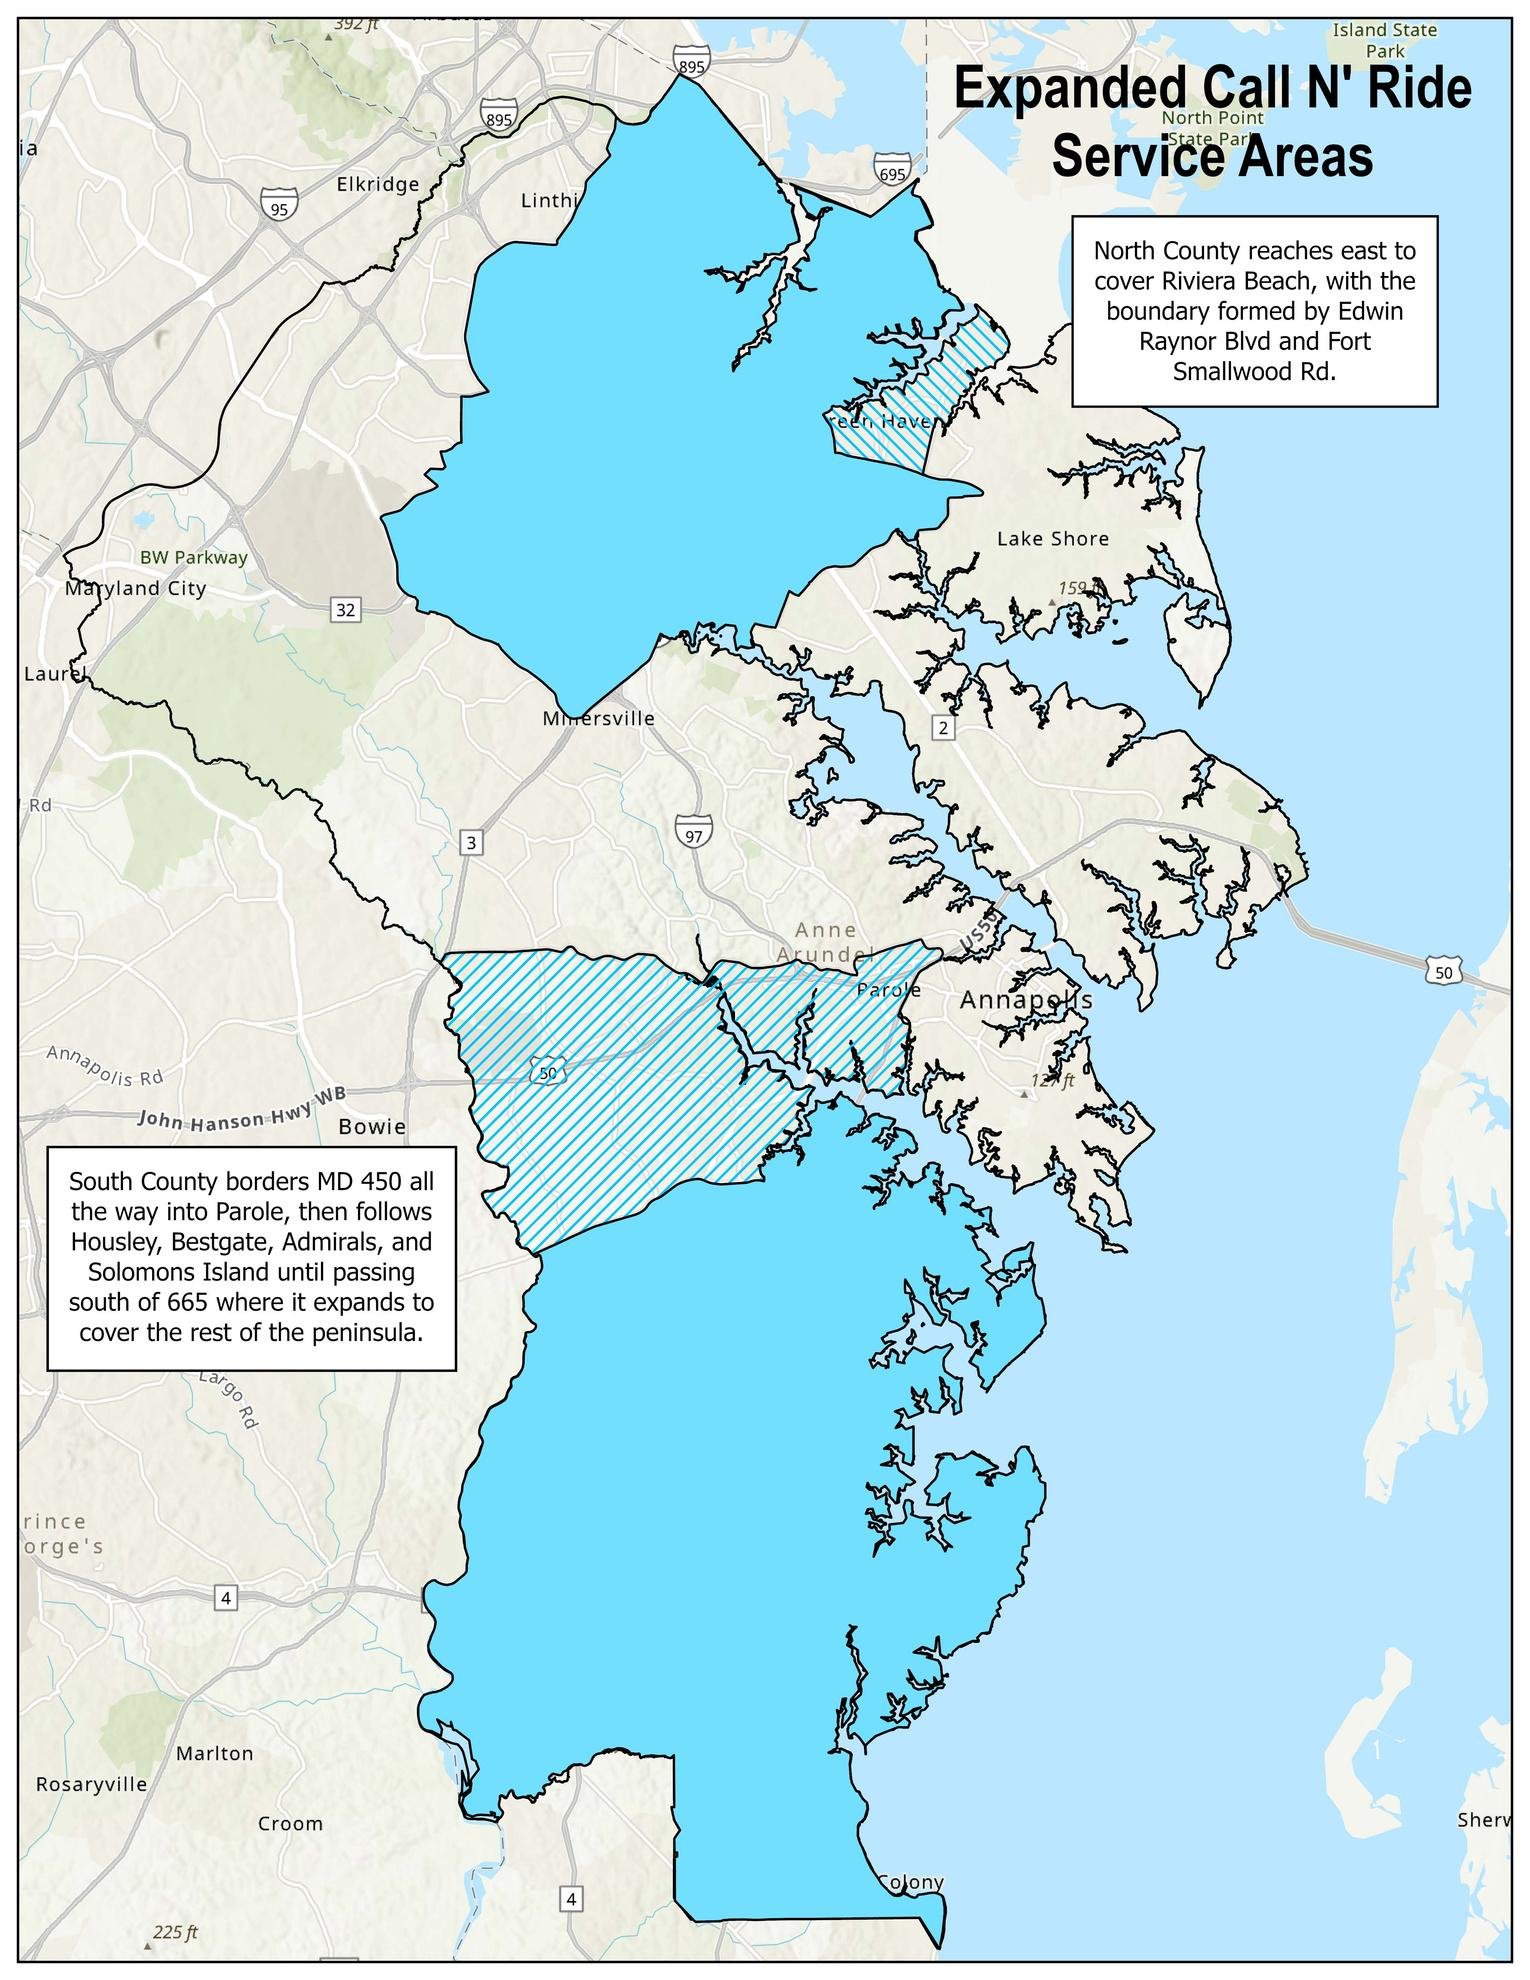 392 ft
Island State
Park
895
Expanded Call N' Ride
Service Areas
North Point
State Park
895
ia
695
Elkridge
95
Linthi
North County reaches east to
cover Riviera Beach, with the
boundary formed by Edwin
Raynor Blvd and Fort
Smallwood Rd.
reen Haven
Lake Shore
BW Parkway
Maryland City
32
159 ft
Laurel
Millersville
2
Rd
3
97
Anne
Arundel
US50
50
Parole
Annapolis
Annapolis Rd
50
127 ft
John Hanson Hwy WB
Bowie
South County borders MD 450 all
the way into Parole, then follows
Housley, Bestgate, Admirals, and
Solomons Island until passing
south of 665 where it expands to
cover the rest of the peninsula.
Largo Rd
rince
orge's
4
Marlton
Rosaryville
Croom
Sherw
Colony
4
225 ft